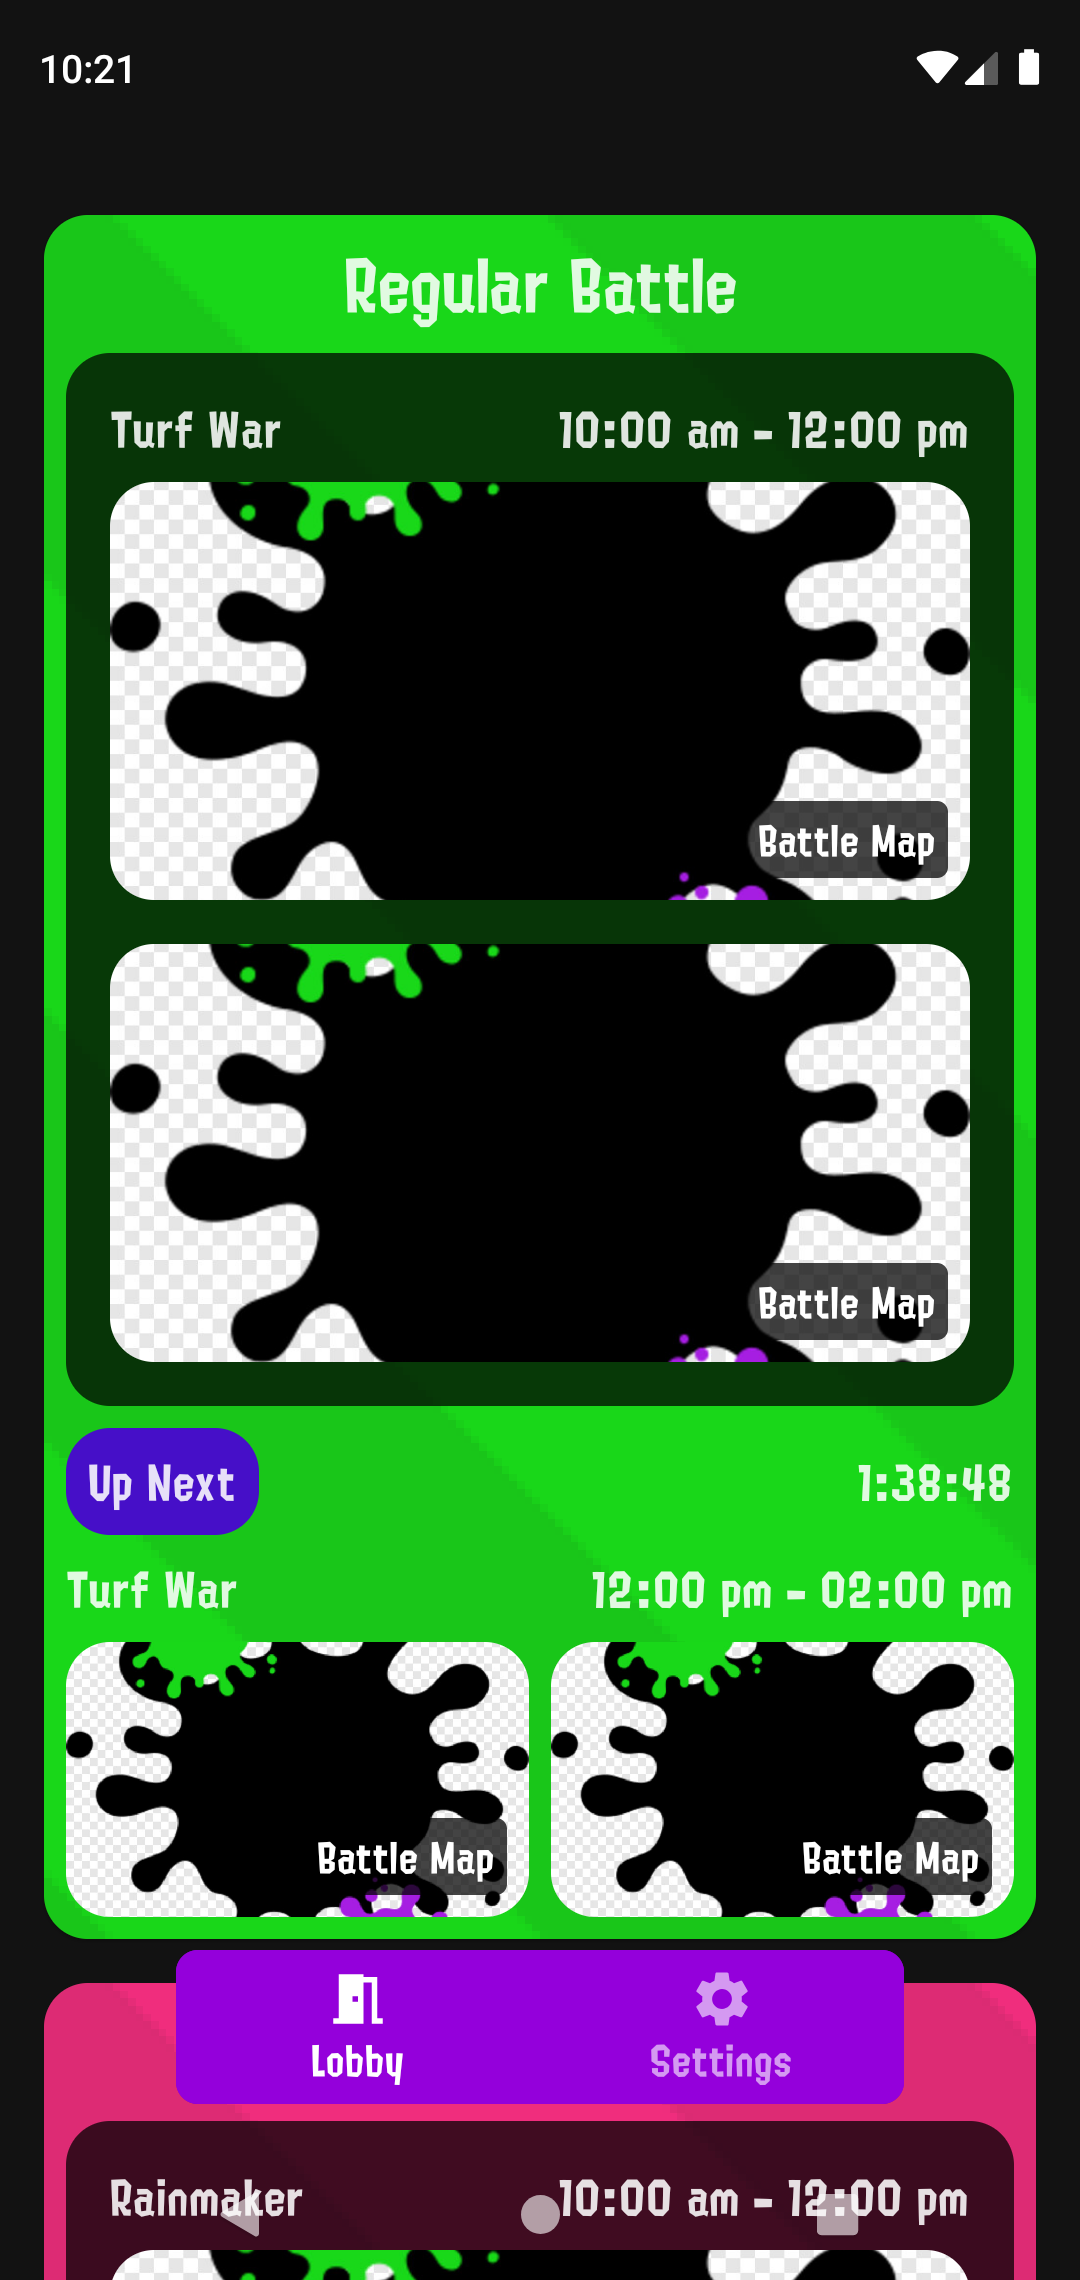 10:21
Regular Battle
Turf War 10:00 am - 12:00 pm
Battle Map
Battle Map
Up Next 1:38:48
Turf War 12:00 pm - 02:00 pm
Battle Map Battle Map
Lobby Settings
Rainmaker 10:00 am - 12:00 pm